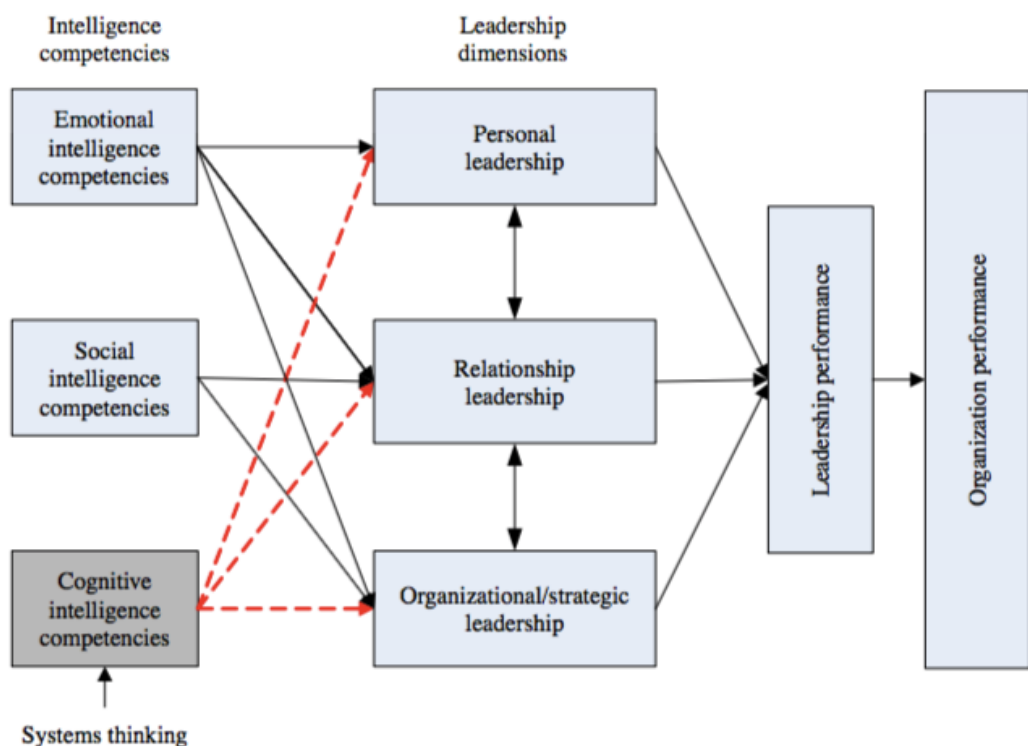 Intelligence
competencies
Leadership
dimensions
Emotional
intelligence
competencies
Personal
leadership
Social
intelligence
competencies
Relationship
leadership
Cognitive
intelligence
competencies
Organizational/strategic
leadership
Leadership performance
Organization performance
Systems thinking